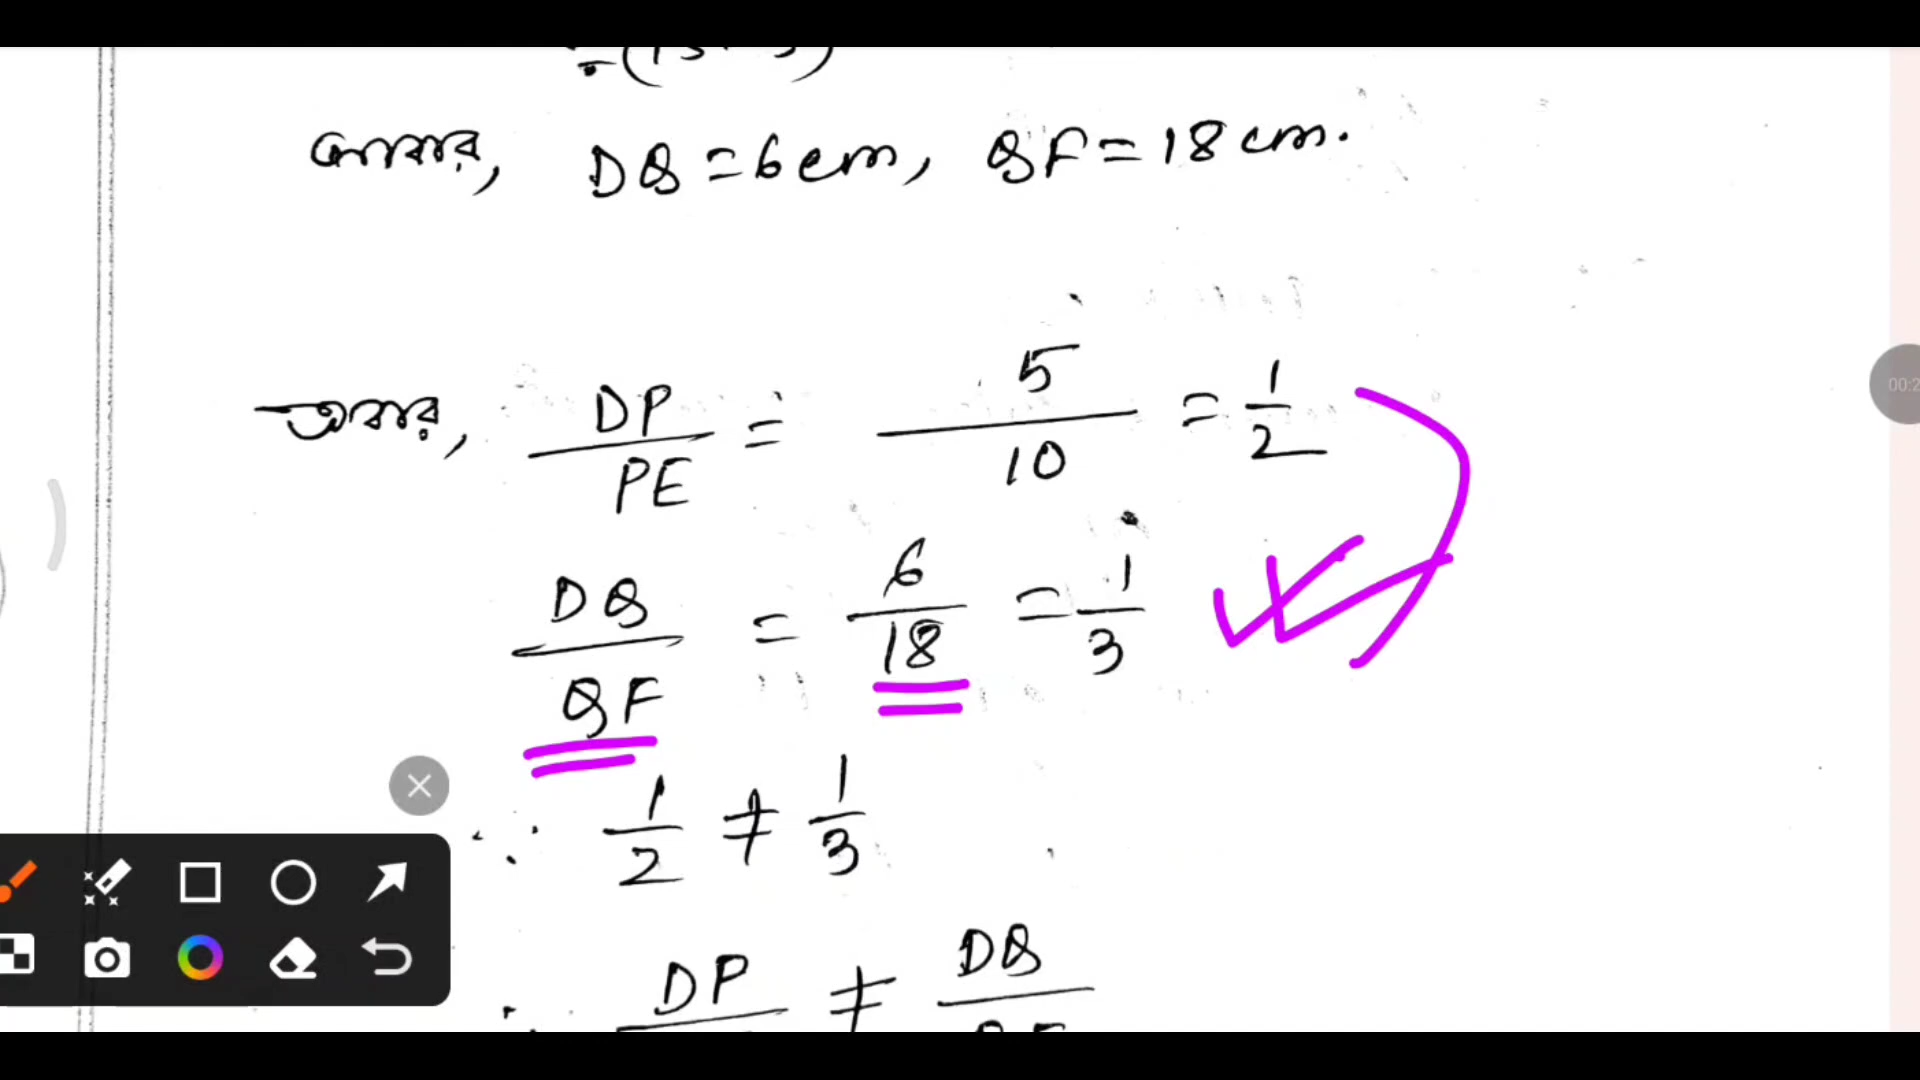 আবার, DQ = 6 cm, QF = 18 cm.
আবার, DP/PE = 5/10 = 1/2
DQ/QF = 6/18 = 1/3
∴ 1/2 ≠ 1/3
∴ DP ≠ DQ